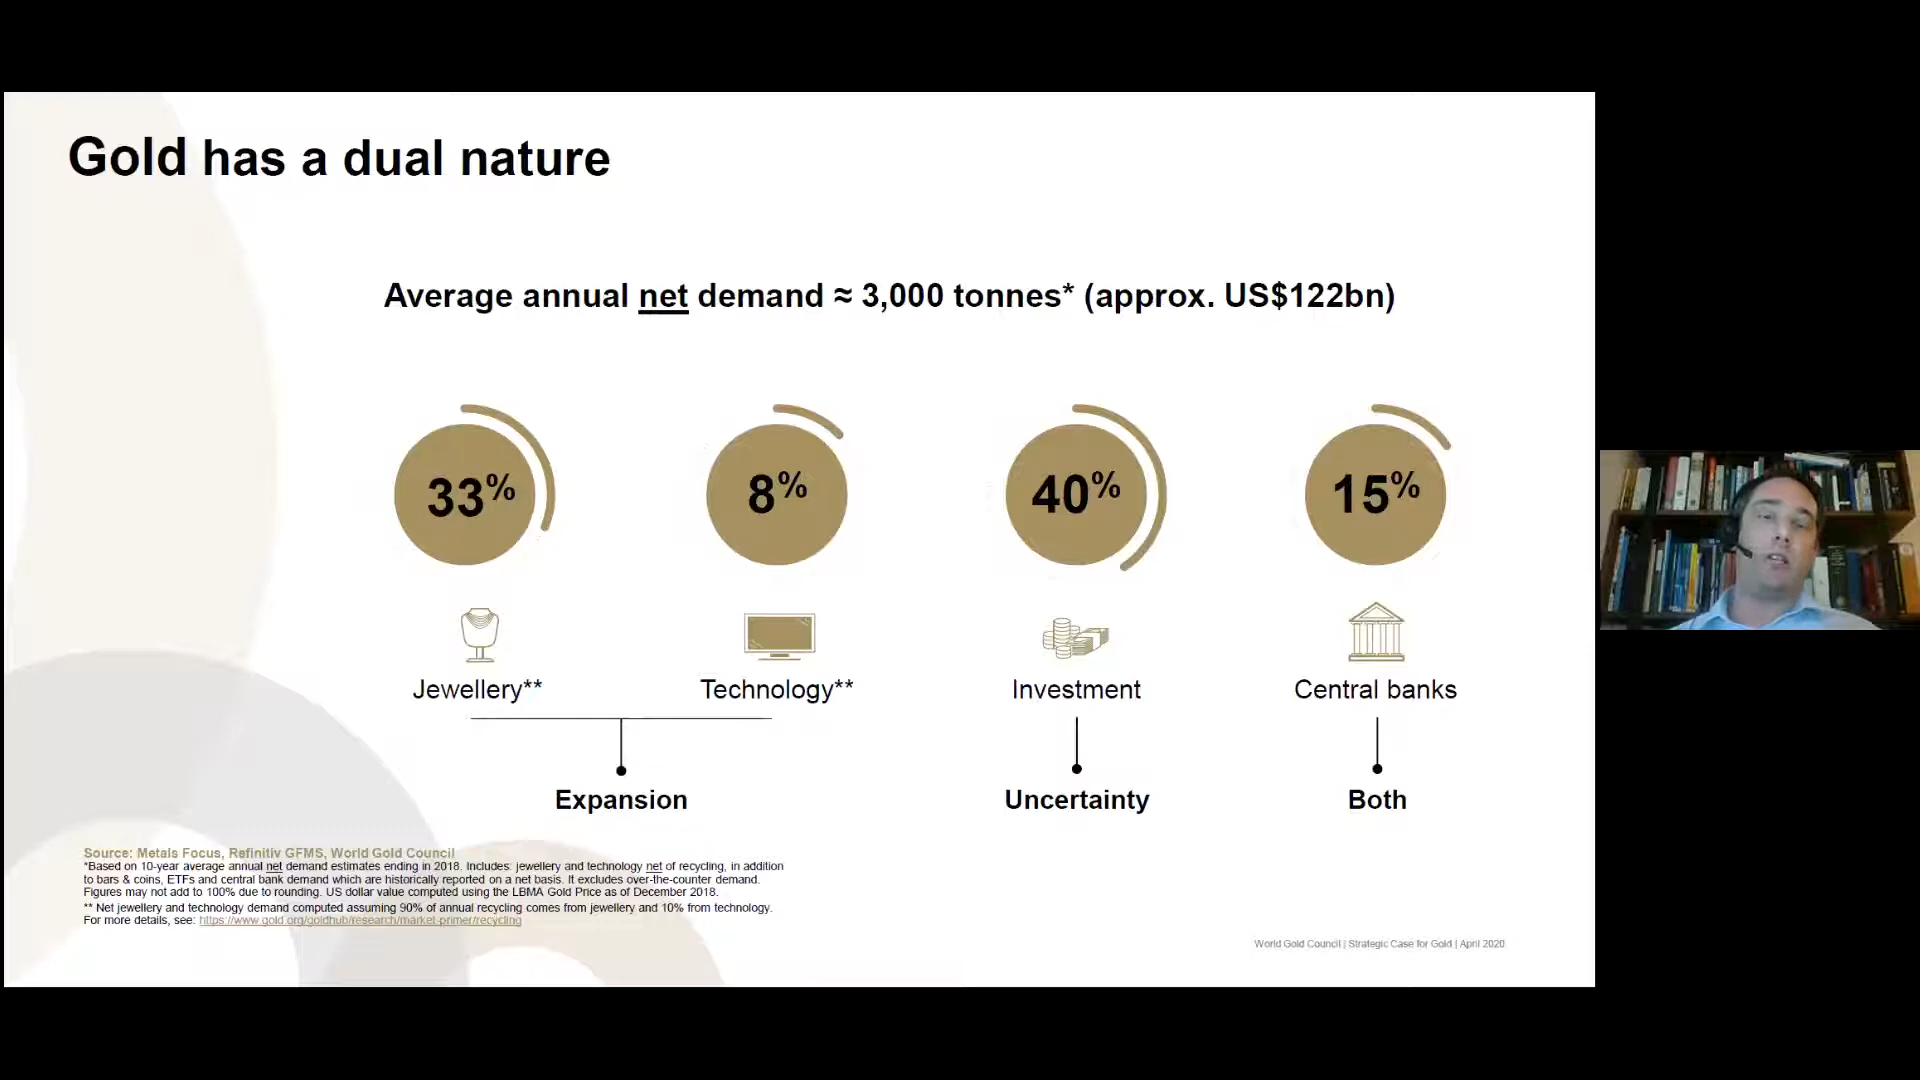 Gold has a dual nature
Average annual net demand ≈ 3,000 tonnes* (approx. US$122bn)
33%
8%
40%
15%
Jewellery**
Technology**
Investment
Central banks
Expansion
Uncertainty
Both
Source: Metals Focus, Refinitiv GFMS, World Gold Council
*Based on 10-year average annual net demand estimates ending in 2018. Includes: jewellery and technology net of recycling, in addition
to bars & coins, ETFs and central bank demand which are historically reported on a net basis. It excludes over-the-counter demand.
Figures may not add to 100% due to rounding. US dollar value computed using the LBMA Gold Price as of December 2018.
** Net jewellery and technology demand computed assuming 90% of annual recycling comes from jewellery and 10% from technology.
For more details, see: https://www.gold.org/goldhub/research/market-primer/recycling
World Gold Council | Strategic Case for Gold | April 2020